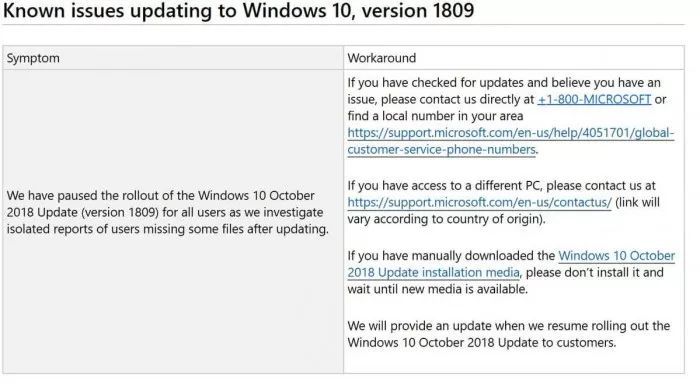 Known issues updating to Windows 10, version 1809
Symptom
Workaround
We have paused the rollout of the Windows 10 October
2018 Update (version 1809) for all users as we investigate
isolated reports of users missing some files after updating.
If you have checked for updates and believe you have an
issue, please contact us directly at +1-800-MICROSOFT or
find a local number in your area
https://support.microsoft.com/en-us/help/4051701/global-
customer-service-phone-numbers.
If you have access to a different PC, please contact us at
https://support.microsoft.com/en-us/contactus/ (link will
vary according to country of origin).
If you have manually downloaded the Windows 10 October
2018 Update installation media, please don’t install it and
wait until new media is available.
We will provide an update when we resume rolling out the
Windows 10 October 2018 Update to customers.